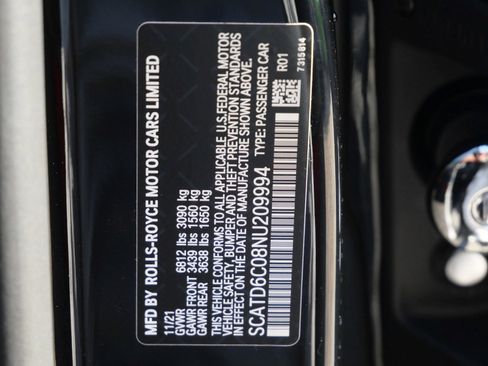 MFD BY ROLLS-ROYCE MOTOR CARS LIMITED
11/21
GVWR 6812 lbs 3090 kg
GAWR FRONT 3439 lbs 1560 kg
GAWR REAR 3638 lbs 1650 kg
THIS VEHICLE CONFORMS TO ALL APPLICABLE U.S. FEDERAL MOTOR
VEHICLE SAFETY, BUMPER AND THEFT PREVENTION STANDARDS
IN EFFECT ON THE DATE OF MANUFACTURE SHOWN ABOVE.
TYPE: PASSENGER CAR
SCATD6C08NU209994
R01
7315814